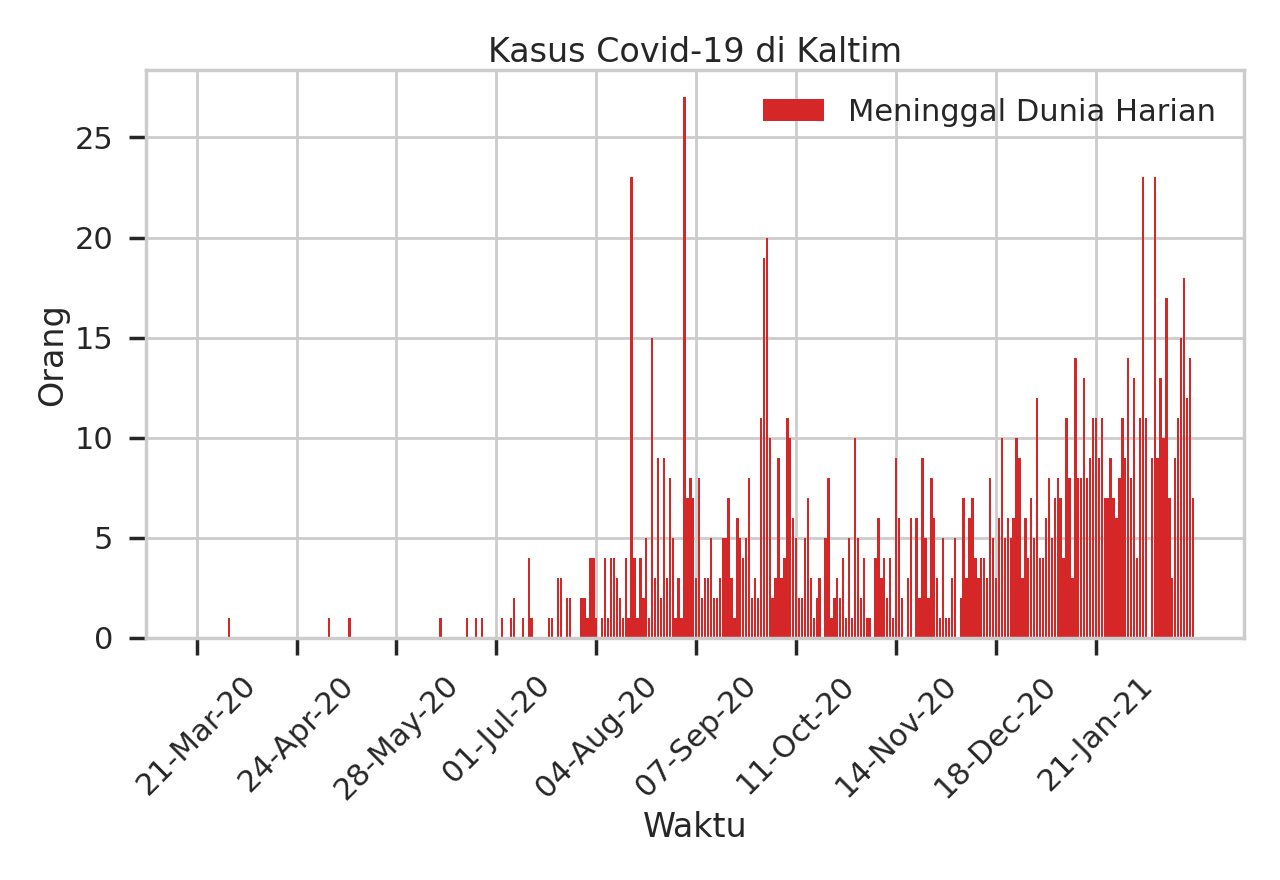 Kasus Covid-19 di Kaltim
Meninggal Dunia Harian
Orang
25
20
15
10
5
0
21-Mar-20
24-Apr-20
28-May-20
01-Jul-20
04-Aug-20
07-Sep-20
11-Oct-20
14-Nov-20
18-Dec-20
21-Jan-21
Waktu